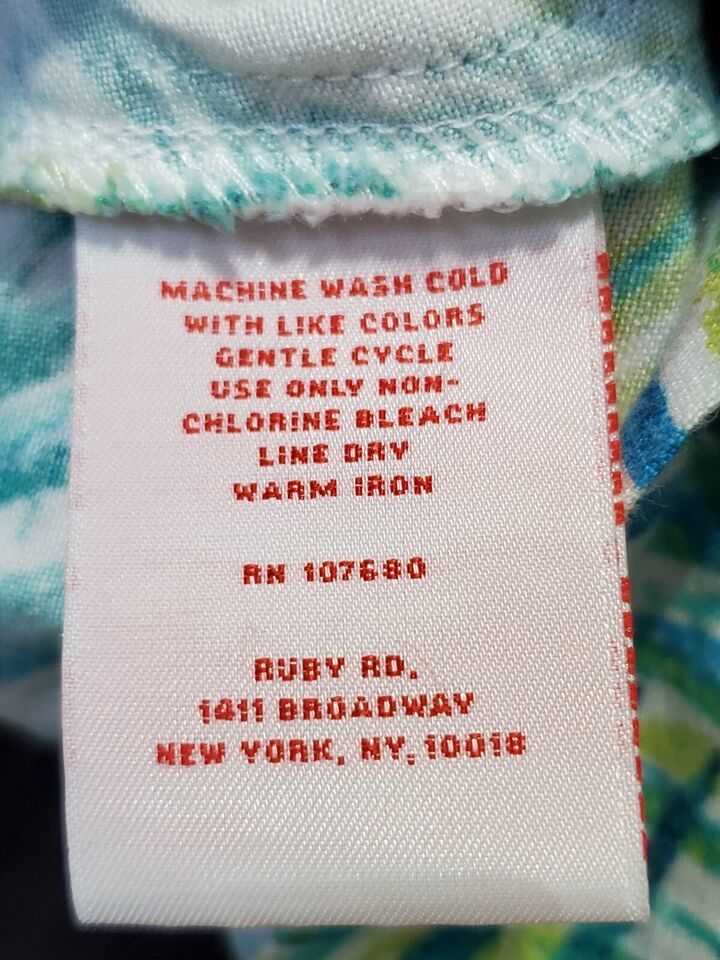 MACHINE WASH COLD
WITH LIKE COLORS
GENTLE CYCLE
USE ONLY NON-
CHLORINE BLEACH
LINE DRY
WARM IRON
RN 107680
RUBY RD.
1411 BROADWAY
NEW YORK, NY, 10018